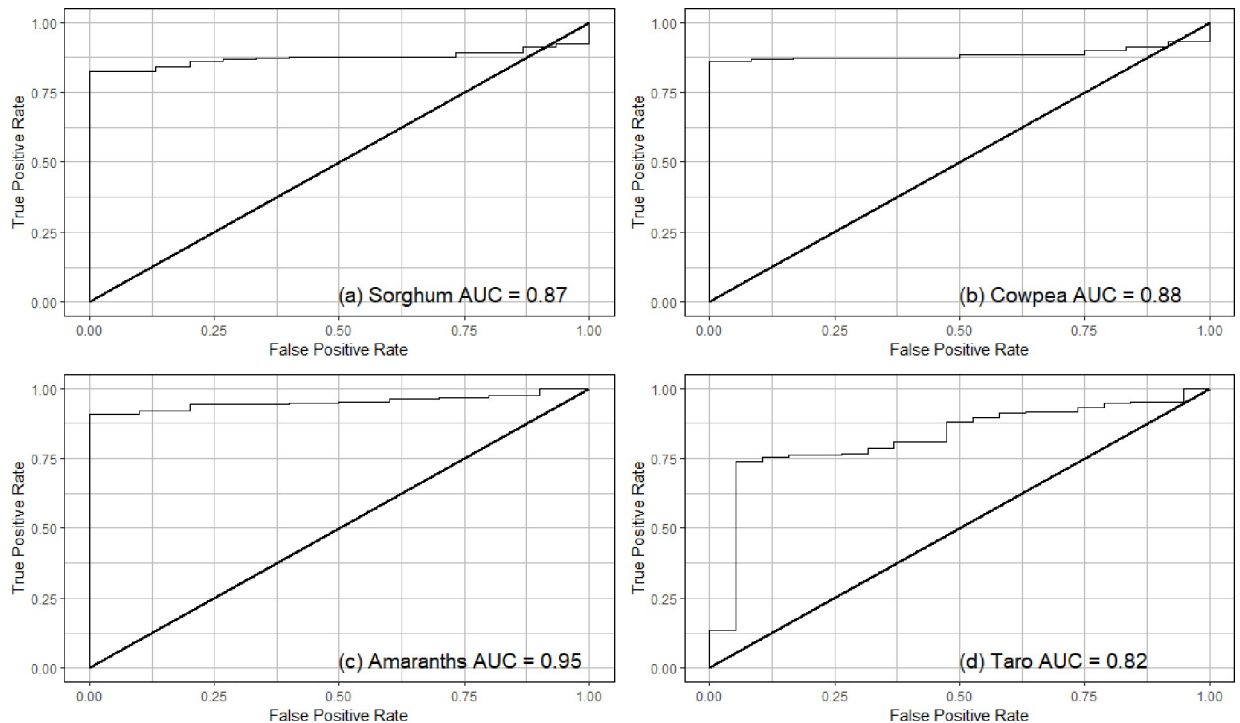 1.00
0.75
0.50
0.25
0.00
True Positive Rate
(a) Sorghum AUC = 0.87
0.00 0.25 0.50 0.75 1.00
False Positive Rate
1.00
0.75
0.50
0.25
0.00
True Positive Rate
(b) Cowpea AUC = 0.88
0.00 0.25 0.50 0.75 1.00
False Positive Rate
1.00
0.75
0.50
0.25
0.00
True Positive Rate
(c) Amaranths AUC = 0.95
0.00 0.25 0.50 0.75 1.00
False Positive Rate
1.00
0.75
0.50
0.25
0.00
True Positive Rate
(d) Taro AUC = 0.82
0.00 0.25 0.50 0.75 1.00
False Positive Rate